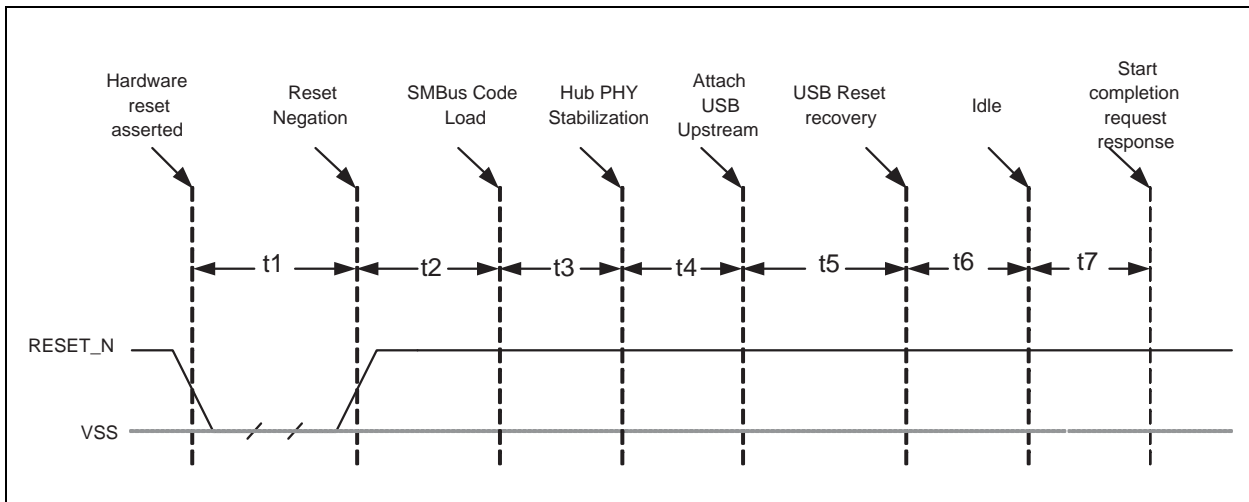 Hardware
reset
asserted
Reset
Negation
SMBus Code
Load
Hub PHY
Stabilization
Attach
USB
Upstream
USB Reset
recovery
Idle
Start
completion
request
response
t1
t2
t3
t4
t5
t6
t7
RESET_N
VSS